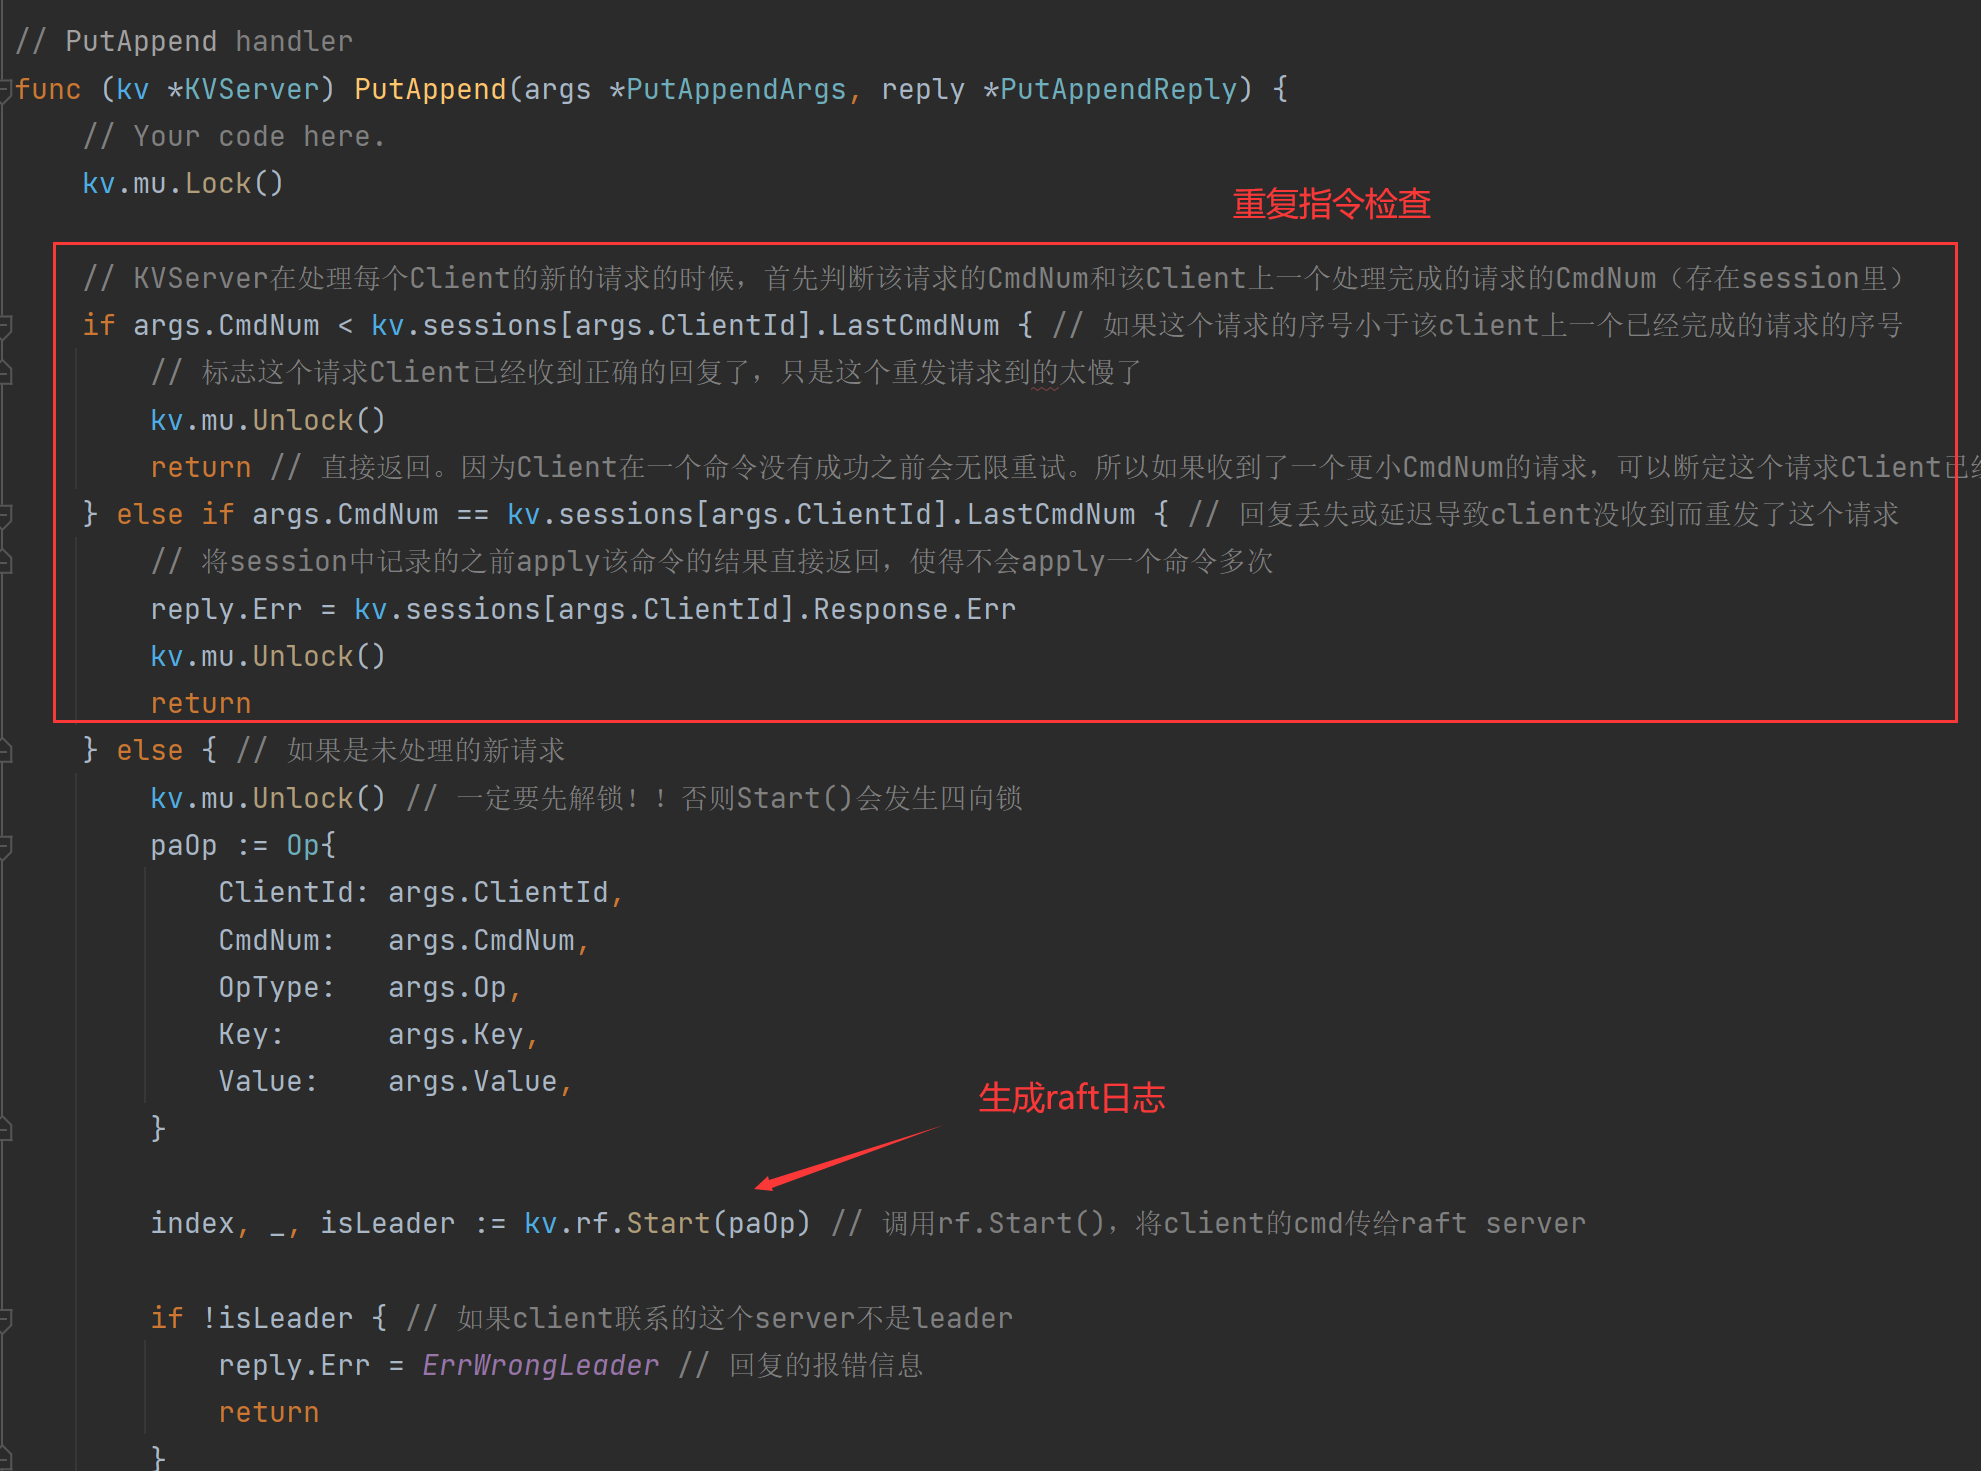 // PutAppend handler
func (kv *KVServer) PutAppend(args *PutAppendArgs, reply *PutAppendReply) {
// Your code here.
kv.mu.Lock()
重复指令检查
// KVServer在处理每个Client的新的请求的时候，首先判断该请求的CmdNum和该Client上一个处理完成的请求的CmdNum（存在session里）
if args.CmdNum < kv.sessions[args.ClientId].LastCmdNum { // 如果这个请求的序号小于该client上一个已经完成的请求的序号
// 标志这个请求Client已经收到正确的回复了，只是这个重发请求到的太慢了
kv.mu.Unlock()
return // 直接返回。因为Client在一个命令没有成功之前会无限重试。所以如果收到了一个更小CmdNum的请求，可以断定这个请求Client已经
} else if args.CmdNum == kv.sessions[args.ClientId].LastCmdNum { // 回复丢失或延迟导致client没收到而重发了这个请求
// 将session中记录的之前apply该命令的结果直接返回，使得不会apply一个命令多次
reply.Err = kv.sessions[args.ClientId].Response.Err
kv.mu.Unlock()
return
} else { // 如果是未处理的新请求
kv.mu.Unlock() // 一定要先解锁！！否则Start()会发生四向锁
paOp := Op{
ClientId: args.ClientId,
CmdNum: args.CmdNum,
OpType: args.Op,
Key: args.Key,
Value: args.Value,
}
生成raft日志
index, _, isLeader := kv.rf.Start(paOp) // 调用rf.Start()，将client的cmd传给raft server
if !isLeader { // 如果client联系的这个server不是leader
reply.Err = ErrWrongLeader // 回复的报错信息
return
}